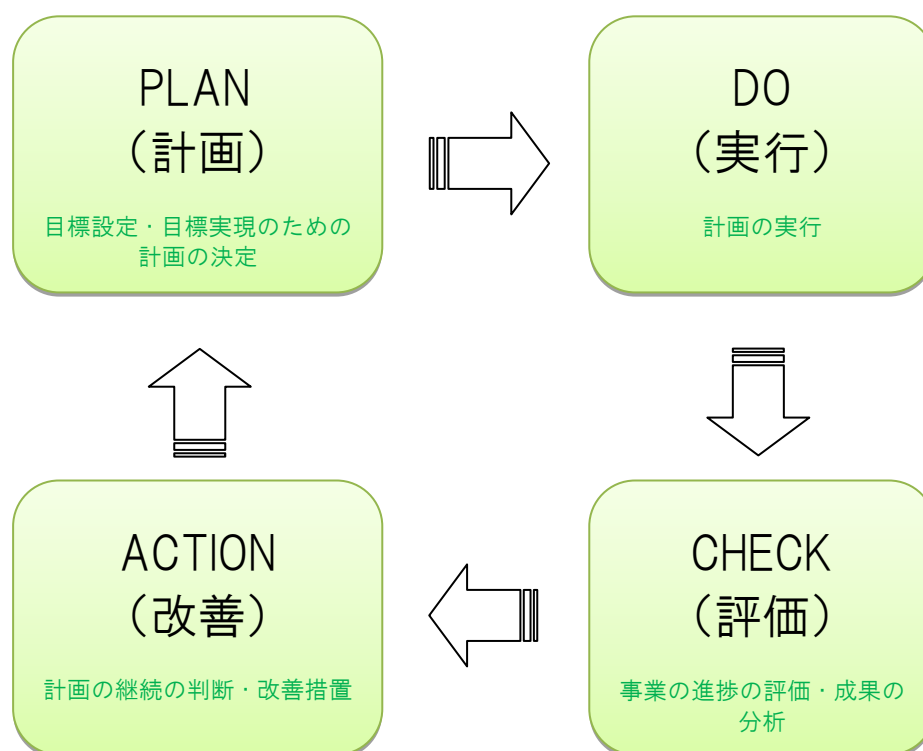 PLAN
（計画）
目標設定・目標実現のための
計画の決定
DO
（実行）
計画の実行
ACTION
（改善）
計画の継続の判断・改善措置
CHECK
（評価）
事業の進捗の評価・成果の
分析